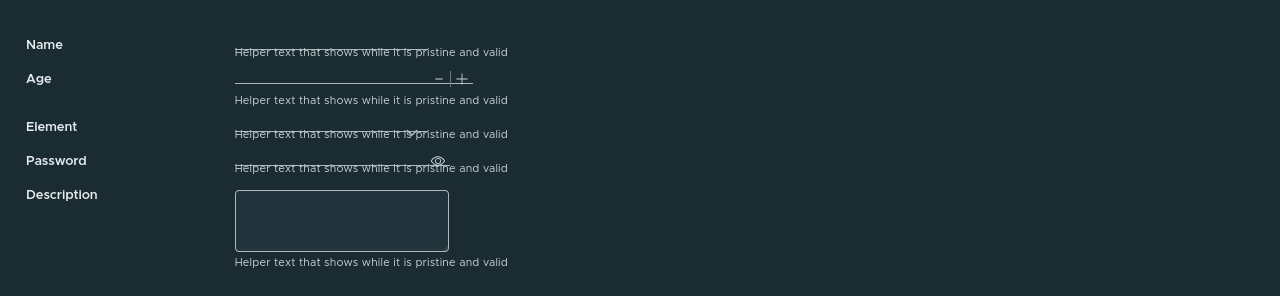 Name
Helper text that shows while it is pristine and valid
Age
Helper text that shows while it is pristine and valid
Element
Helper text that shows while it is pristine and valid
Password
Helper text that shows while it is pristine and valid
Description
Helper text that shows while it is pristine and valid